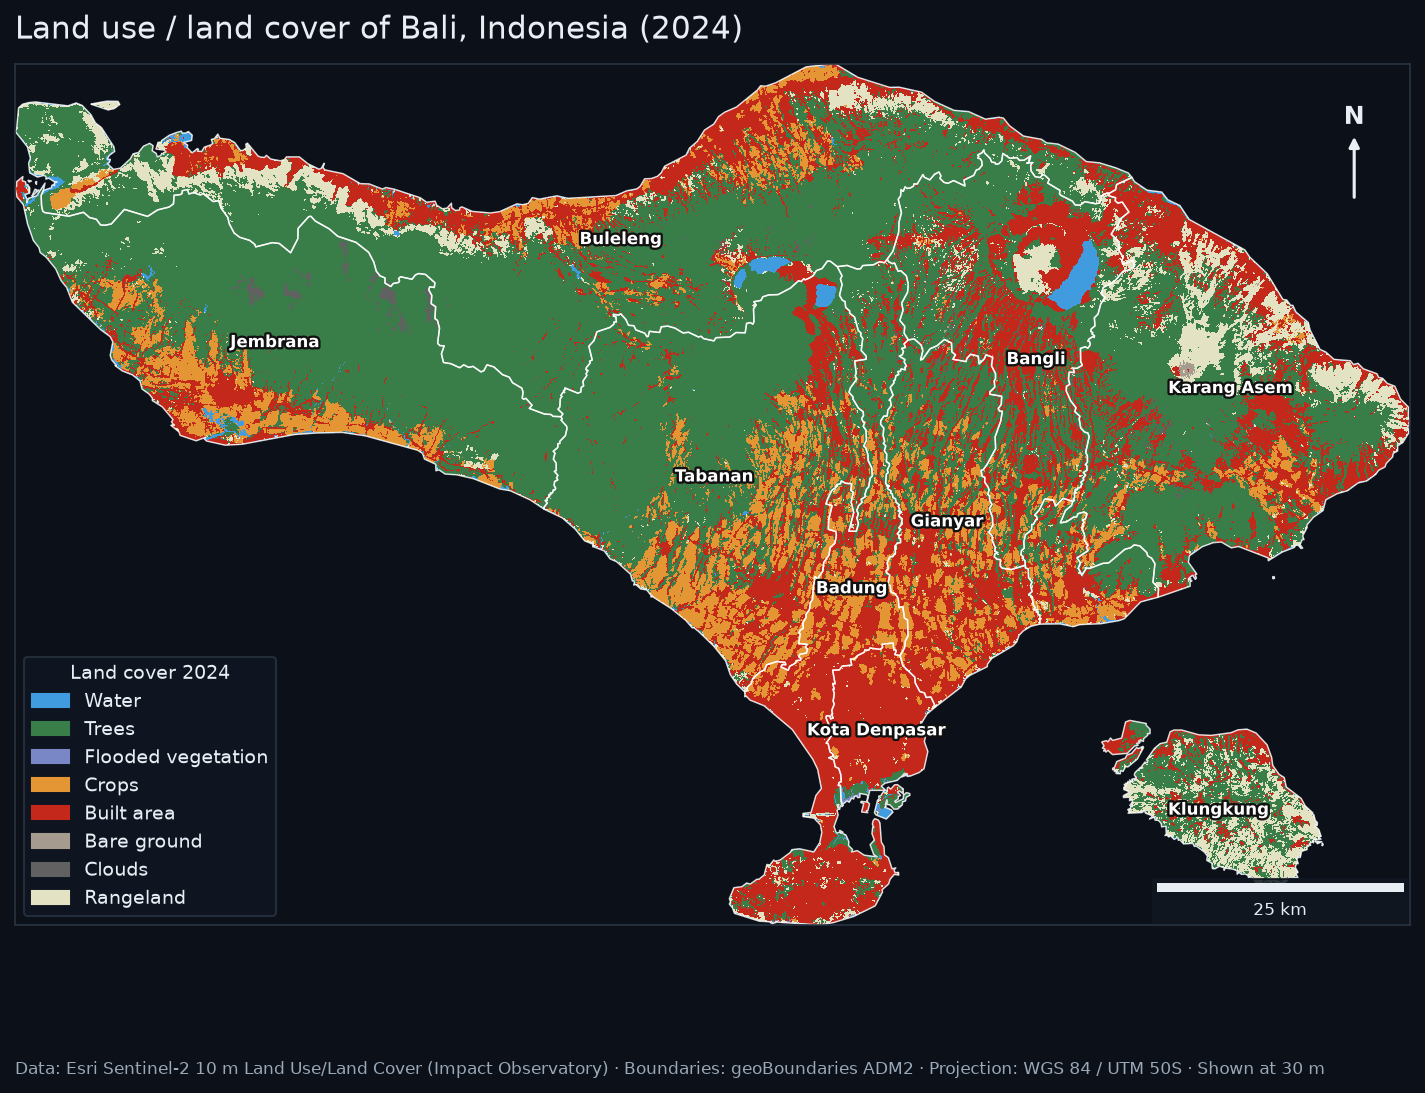 Land use / land cover of Bali, Indonesia (2024)
N
Buleleng
Jembrana
Bangli
Karang Asem
Tabanan
Gianyar
Badung
Kota Denpasar
Klungkung
Land cover 2024
Water
Trees
Flooded vegetation
Crops
Built area
Bare ground
Clouds
Rangeland
25 km
Data: Esri Sentinel-2 10 m Land Use/Land Cover (Impact Observatory) · Boundaries: geoBoundaries ADM2 · Projection: WGS 84 / UTM 50S · Shown at 30 m